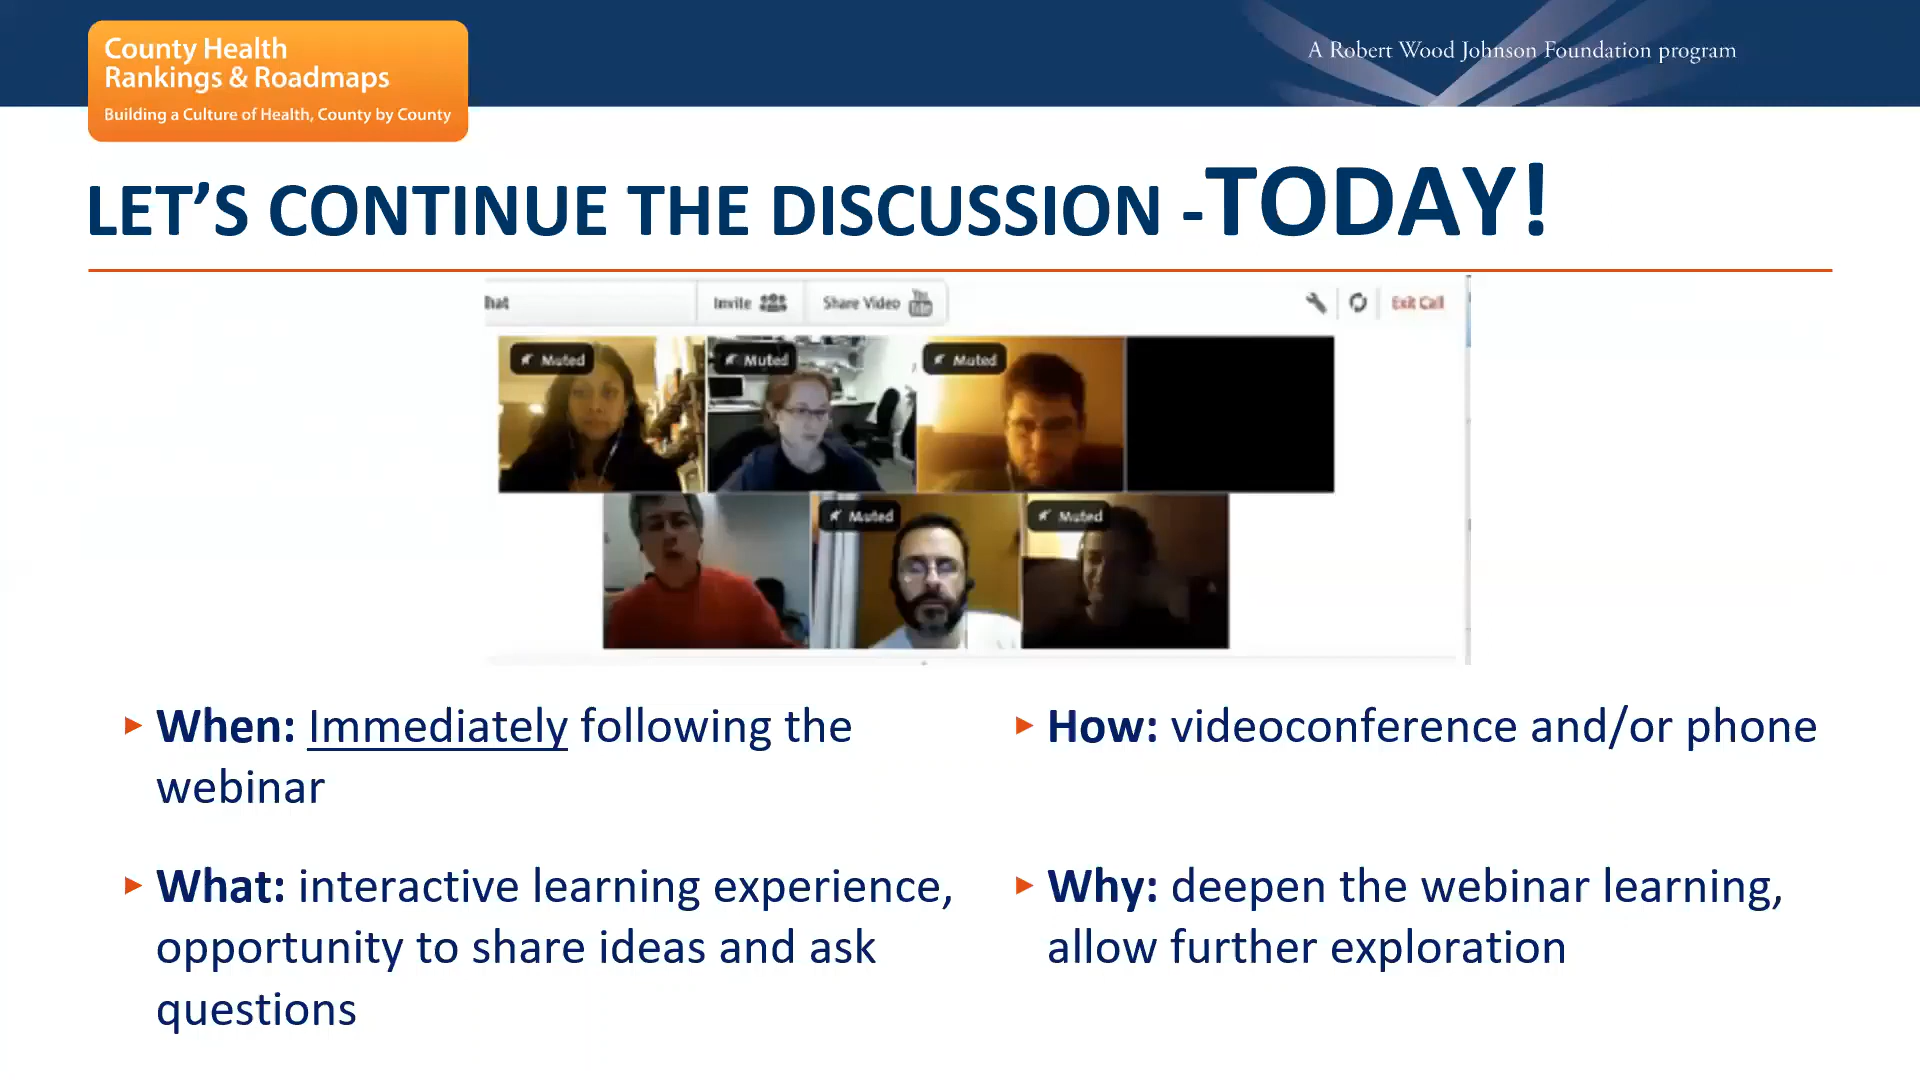 County Health
Rankings & Roadmaps
Building a Culture of Health, County by County
A Robert Wood Johnson Foundation program
LET’S CONTINUE THE DISCUSSION -TODAY!
hat
Invite
Share Video
You
Tube
Exit Call
Muted
Muted
Muted
Muted
Muted
When: Immediately following the
webinar
What: interactive learning experience,
opportunity to share ideas and ask
questions
How: videoconference and/or phone
Why: deepen the webinar learning,
allow further exploration